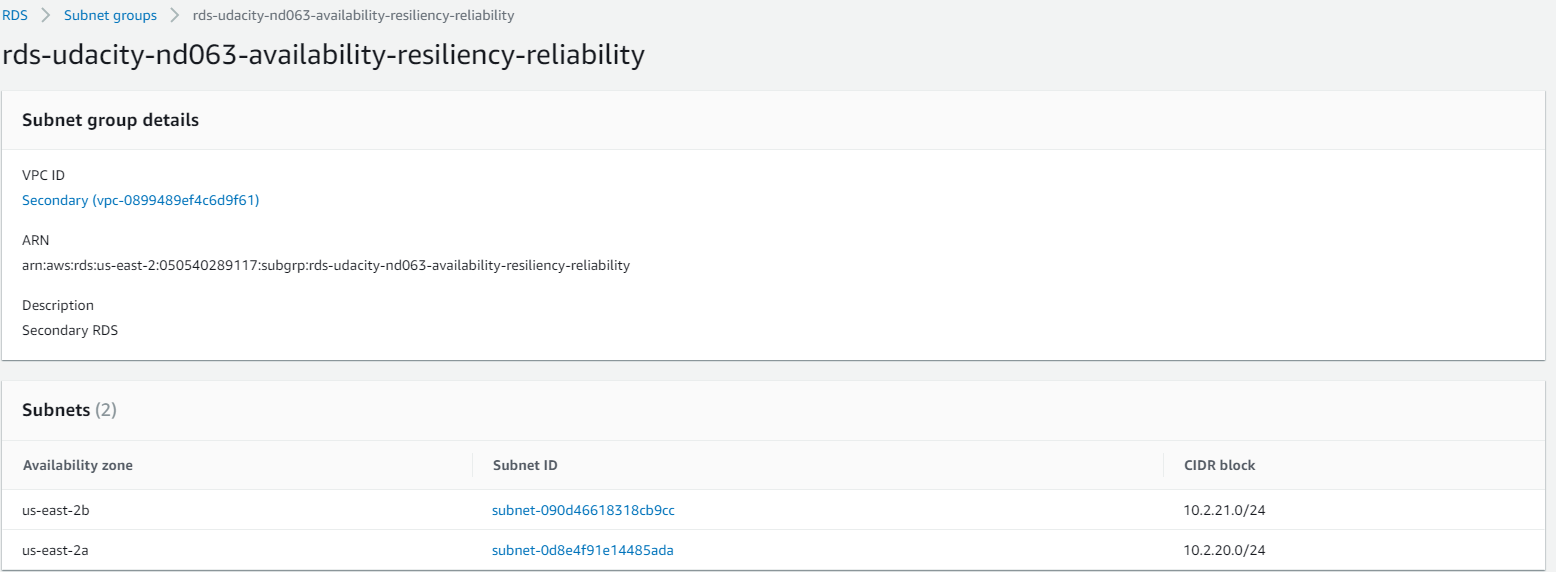 RDS > Subnet groups > rds-udacity-nd063-availability-resiliency-reliability
rds-udacity-nd063-availability-resiliency-reliability
Subnet group details
VPC ID
Secondary (vpc-0899489ef4c6d9f61)
ARN
arn:aws:rds:us-east-2:050540289117:subgrp:rds-udacity-nd063-availability-resiliency-reliability
Description
Secondary RDS
Subnets (2)
Availability zone Subnet ID CIDR block
us-east-2b subnet-090d46618318cb9cc 10.2.21.0/24
us-east-2a subnet-0d8e4f91e14485ada 10.2.20.0/24